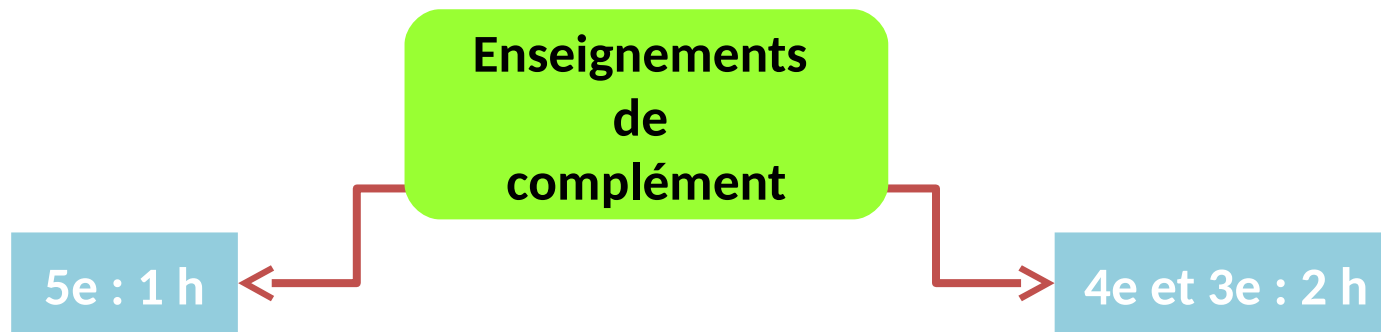 Enseignements
de
complément
5e : 1 h
4e et 3e : 2 h